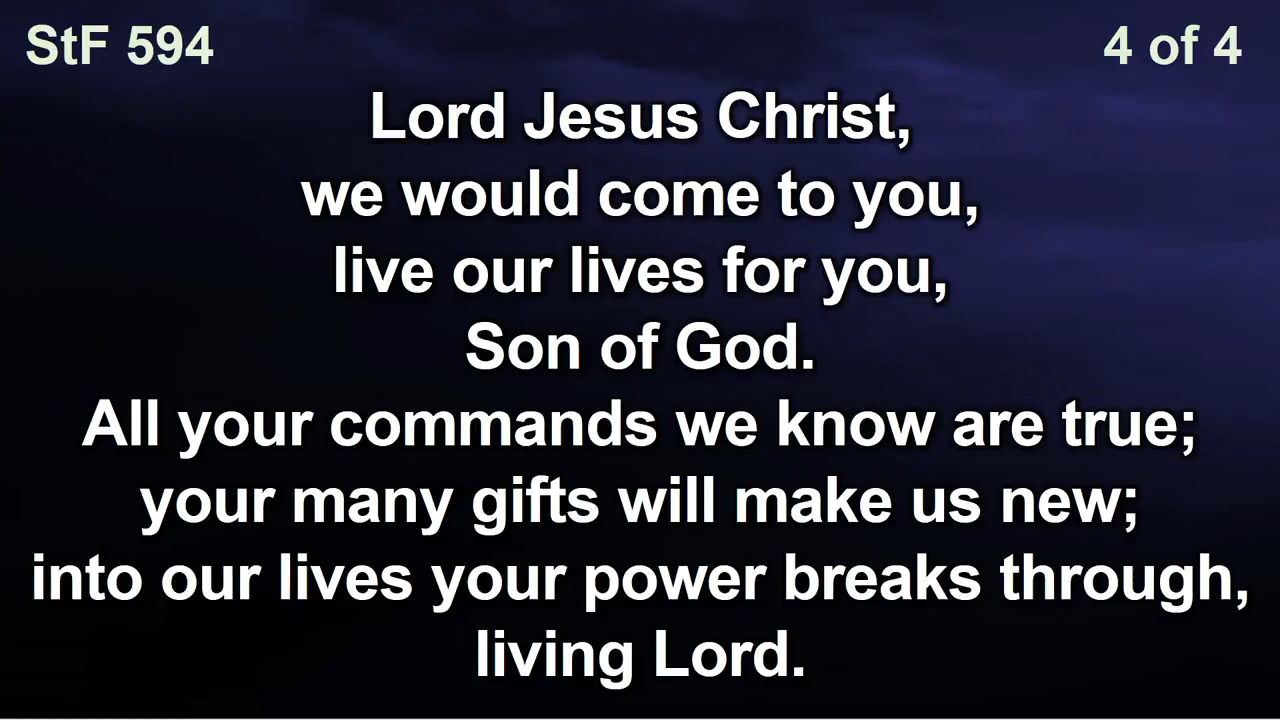 StF 594
4 of 4
Lord Jesus Christ,
we would come to you,
live our lives for you,
Son of God.
All your commands we know are true;
your many gifts will make us new;
into our lives your power breaks through,
living Lord.